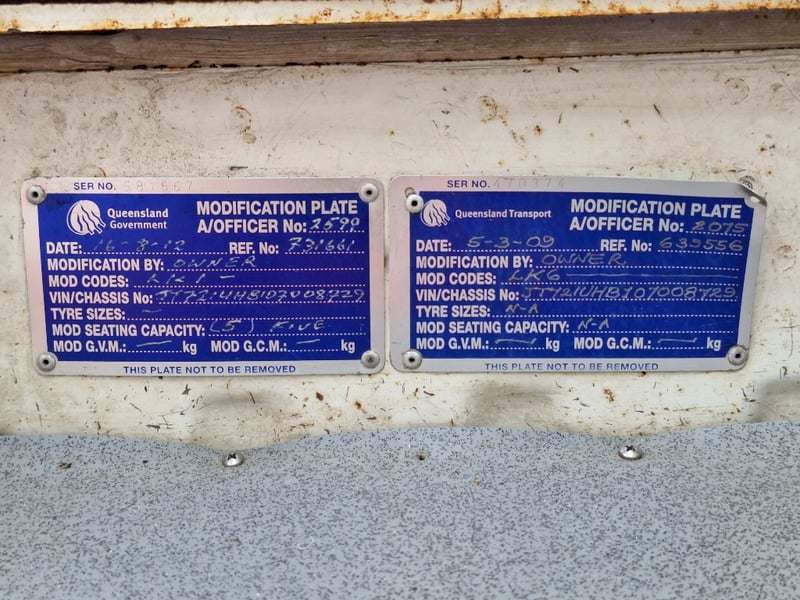 SER NO. 581567
Queensland
Government
MODIFICATION PLATE
A/OFFICER No: 2590
DATE: 16-8-12 REF. No: 731661
MODIFICATION BY: OWNER
MOD CODES: LK1 -
VIN/CHASSIS No: JT721UHB107008729
TYRE SIZES: -
MOD SEATING CAPACITY: (5) FIVE
MOD G.V.M.: — kg MOD G.C.M.: — kg
THIS PLATE NOT TO BE REMOVED
SER NO. 470374
Queensland Transport
MODIFICATION PLATE
A/OFFICER No: 2075
DATE: 5-3-09 REF. No: 639556
MODIFICATION BY: OWNER
MOD CODES: LK6 —
VIN/CHASSIS No: JT721UHB107008729
TYRE SIZES: N-A
MOD SEATING CAPACITY: N-A
MOD G.V.M.: — kg MOD G.C.M.: — kg
THIS PLATE NOT TO BE REMOVED